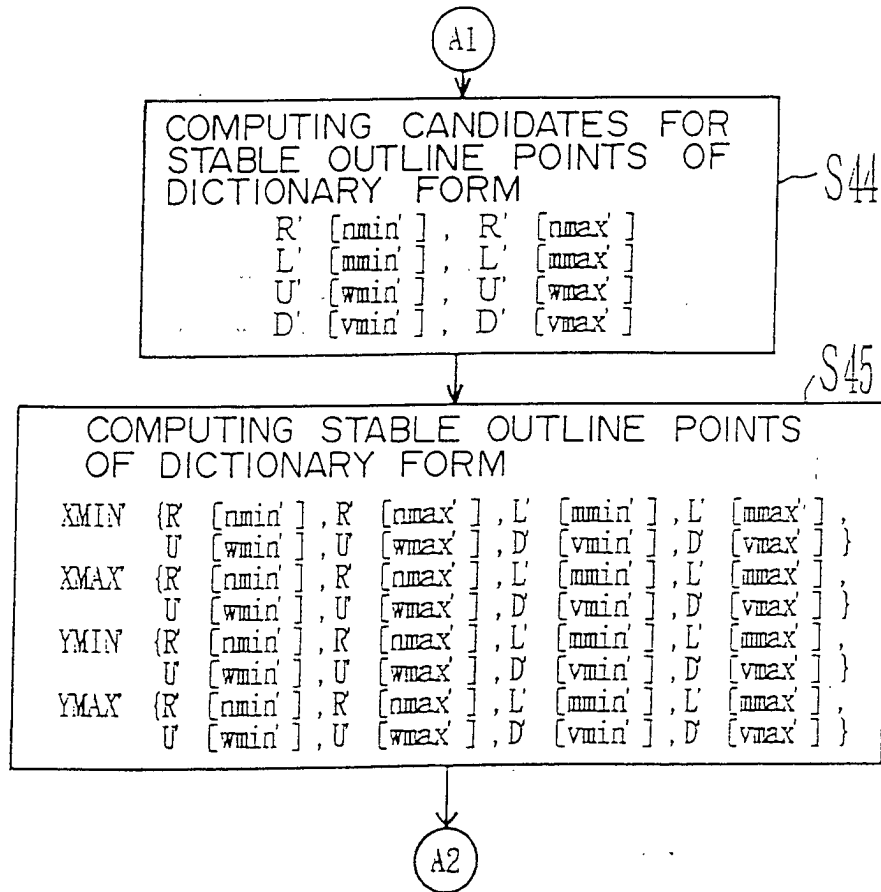 A1
COMPUTING CANDIDATES FOR
STABLE OUTLINE POINTS OF
DICTIONARY FORM
R' [nmin'], R' [nmax']
L' [mmin'], L' [mmax']
U' [wmin'], U' [wmax']
D' [vmin'], D' [vmax']
S44
S45
COMPUTING STABLE OUTLINE POINTS
OF DICTIONARY FORM
XMIN' {R' [nmin'], R' [nmax'], L' [mmin'], L' [mmax'],
U' [wmin'], U' [wmax'], D' [vmin'], D' [vmax']}
XMAX' {R' [nmin'], R' [nmax'], L' [mmin'], L' [mmax'],
U' [wmin'], U' [wmax'], D' [vmin'], D' [vmax']}
YMIN' {R' [nmin'], R' [nmax'], L' [mmin'], L' [mmax'],
U' [wmin'], U' [wmax'], D' [vmin'], D' [vmax']}
YMAX' {R' [nmin'], R' [nmax'], L' [mmin'], L' [mmax'],
U' [wmin'], U' [wmax'], D' [vmin'], D' [vmax']}
A2